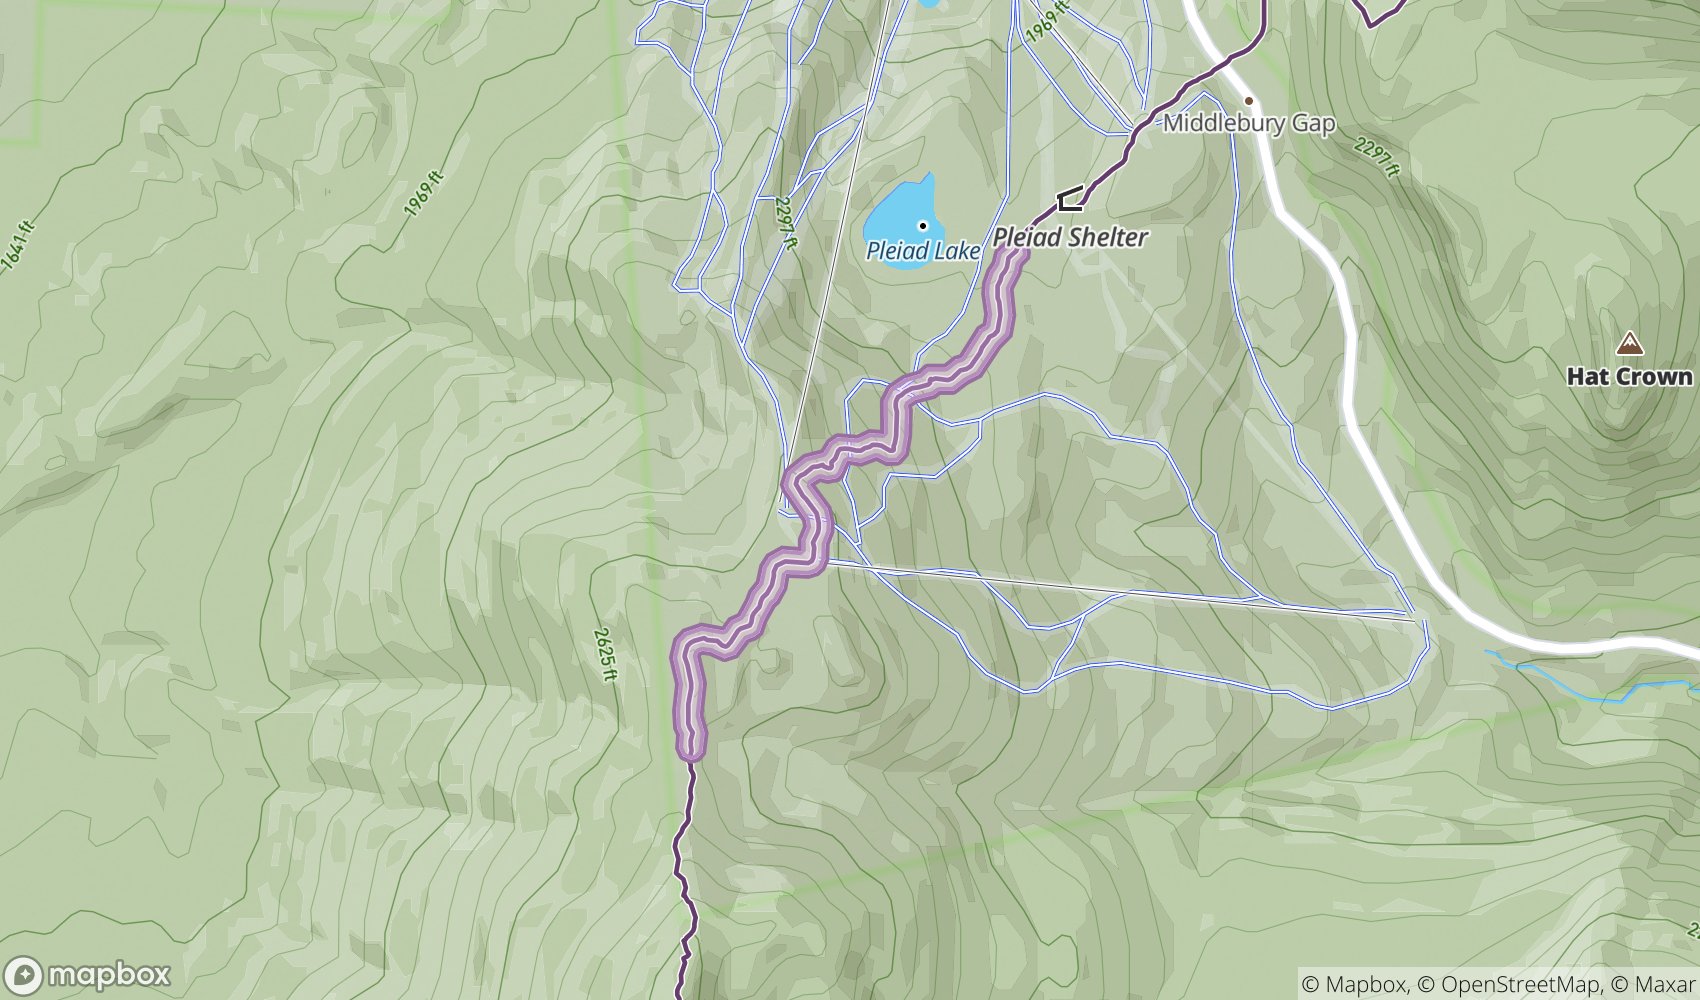 1969 ft
Middlebury Gap
2297 ft
1969 ft
2297 ft
1641 ft
Pleiad Lake
Pleiad Shelter
Hat Crown
2625 ft
mapbox
© Mapbox, © OpenStreetMap, © Maxar